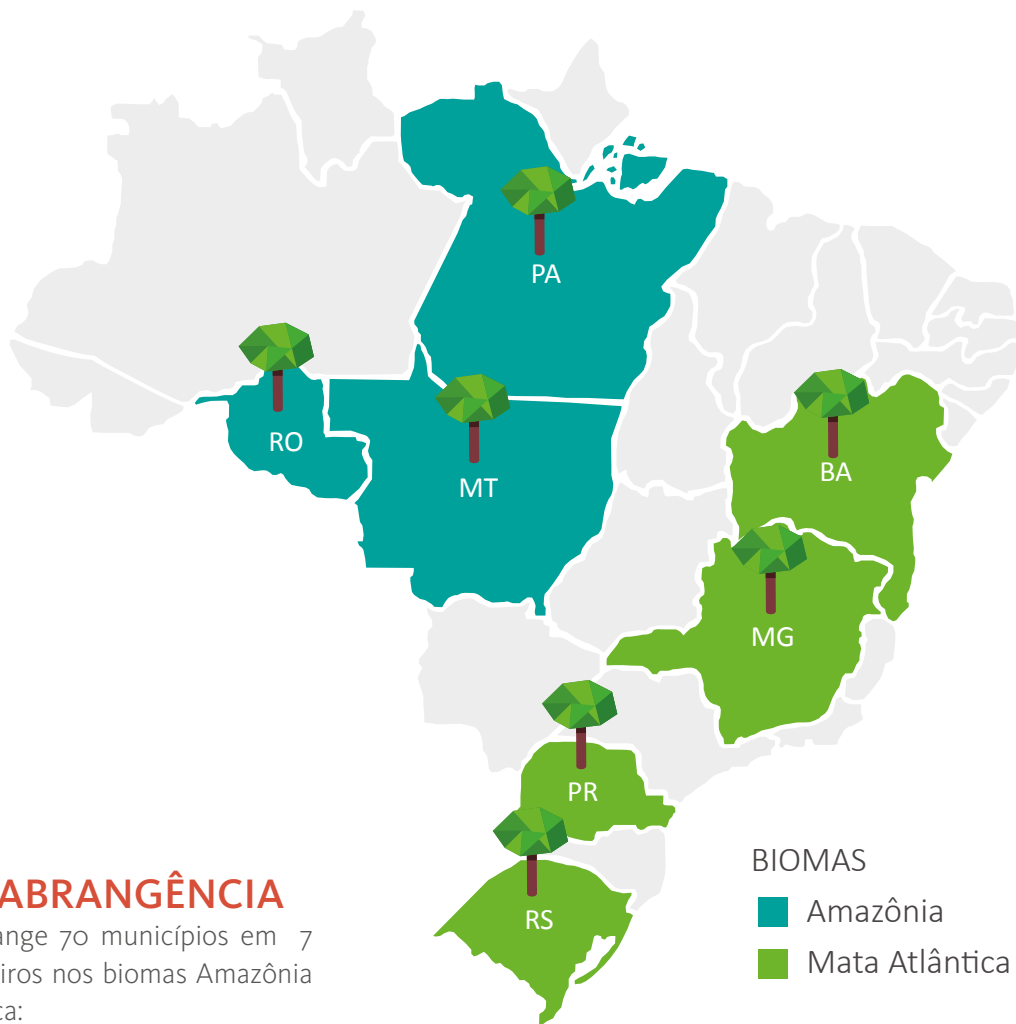 PA
RO
MT
BA
MG
PR
RS
BIOMAS
Amazônia
Mata Atlântica
ABRANGÊNCIA
ange 70 municípios em 7
iros nos biomas Amazônia
ca: